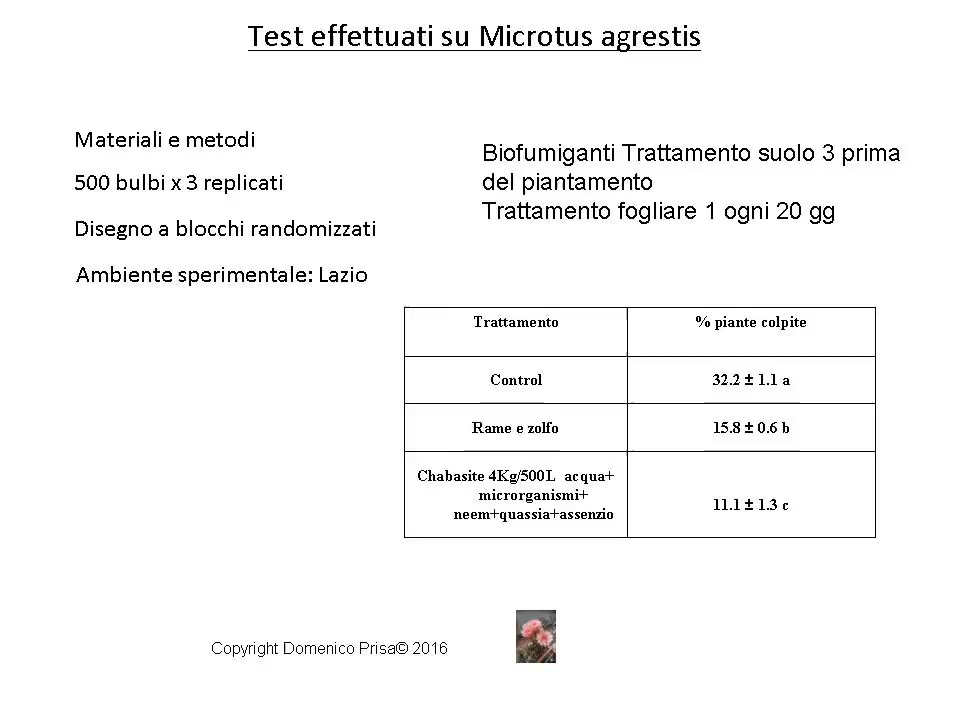 Test effettuati su Microtus agrestis
Materiali e metodi
500 bulbi x 3 replicati
Disegno a blocchi randomizzati
Ambiente sperimentale: Lazio
Biofumiganti Trattamento suolo 3 prima
del piantamento
Trattamento fogliare 1 ogni 20 gg
Trattamento % piante colpite
Control 32.2 ± 1.1 a
Rame e zolfo 15.8 ± 0.6 b
Chabasite 4Kg/500L acqua+
microrganismi+
neem+quassia+assenzio
11.1 ± 1.3 c
Copyright Domenico Prisa© 2016